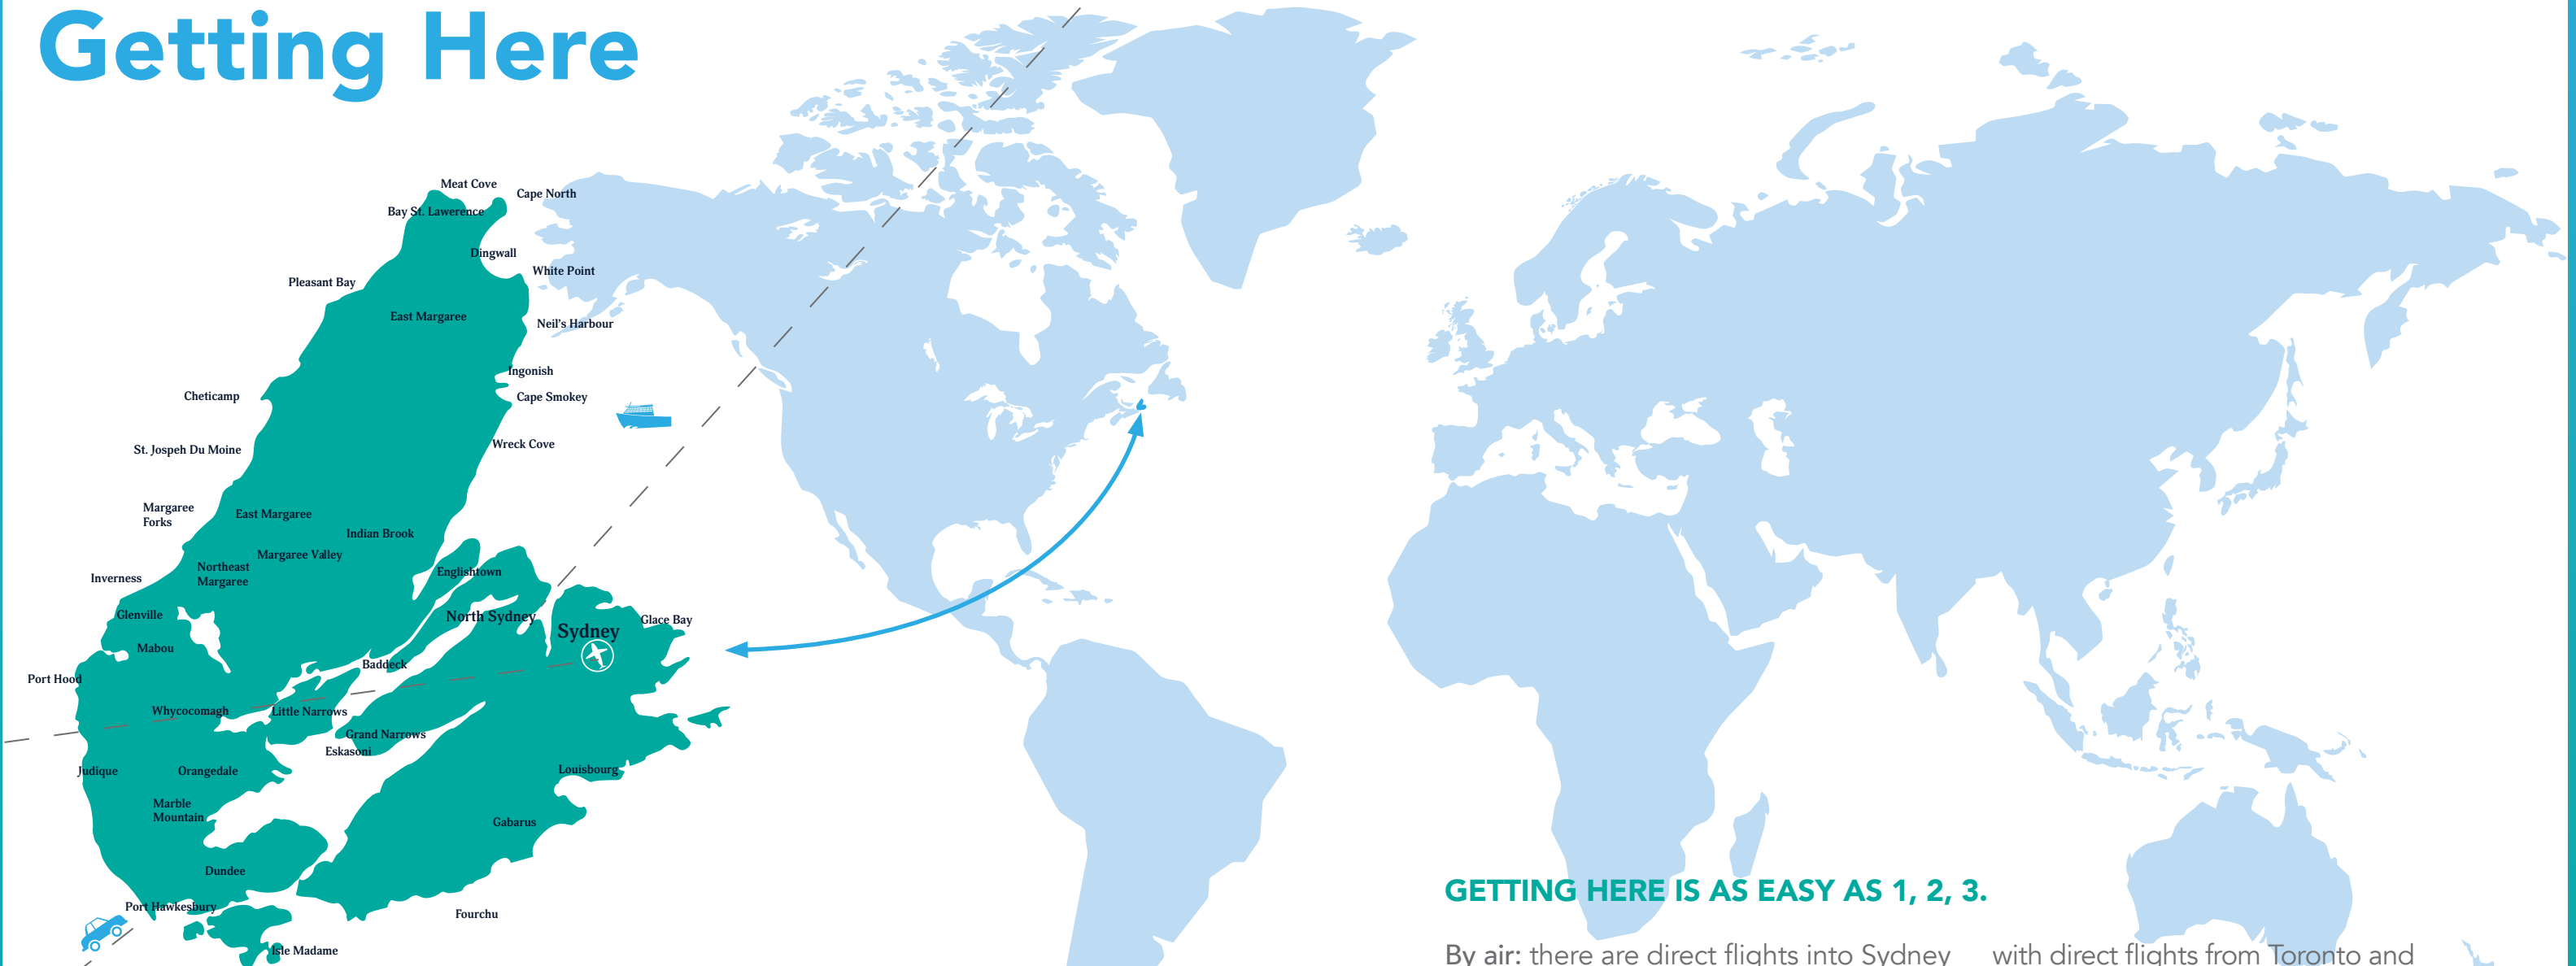 Getting Here
Meat Cove
Cape North
Bay St. Lawerence
Dingwall
White Point
Pleasant Bay
East Margaree
Neil's Harbour
Ingonish
Cheticamp
Cape Smokey
Wreck Cove
St. Jospeh Du Moine
Margaree
Forks
East Margaree
Indian Brook
Margaree Valley
Northeast
Margaree
Inverness
Englishtown
Glenville
North Sydney
Glace Bay
Sydney
Mabou
Baddeck
Port Hood
Whycocomagh
Little Narrows
Grand Narrows
Eskasoni
Judique
Orangedale
Louisbourg
Marble
Mountain
Gabarus
Dundee
Port Hawkesbury
Fourchu
Isle Madame
GETTING HERE IS AS EASY AS 1, 2, 3.
By air: there are direct flights into Sydney
with direct flights from Toronto and